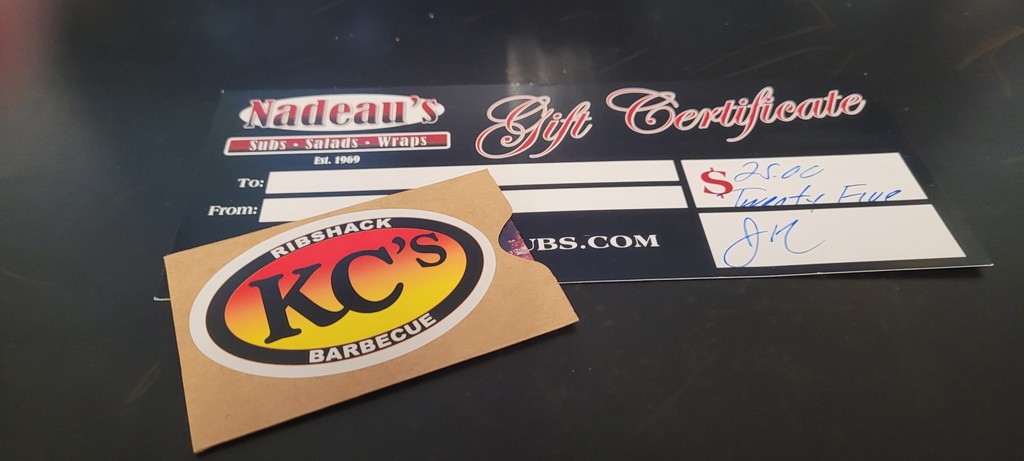 Nadeau's
Subs • Salads • Wraps
Est. 1969
Gift Certificate
To:
From:
$ 25.00
Twenty Five
UBS.COM
RIBSHACK
KC'S
BARBECUE